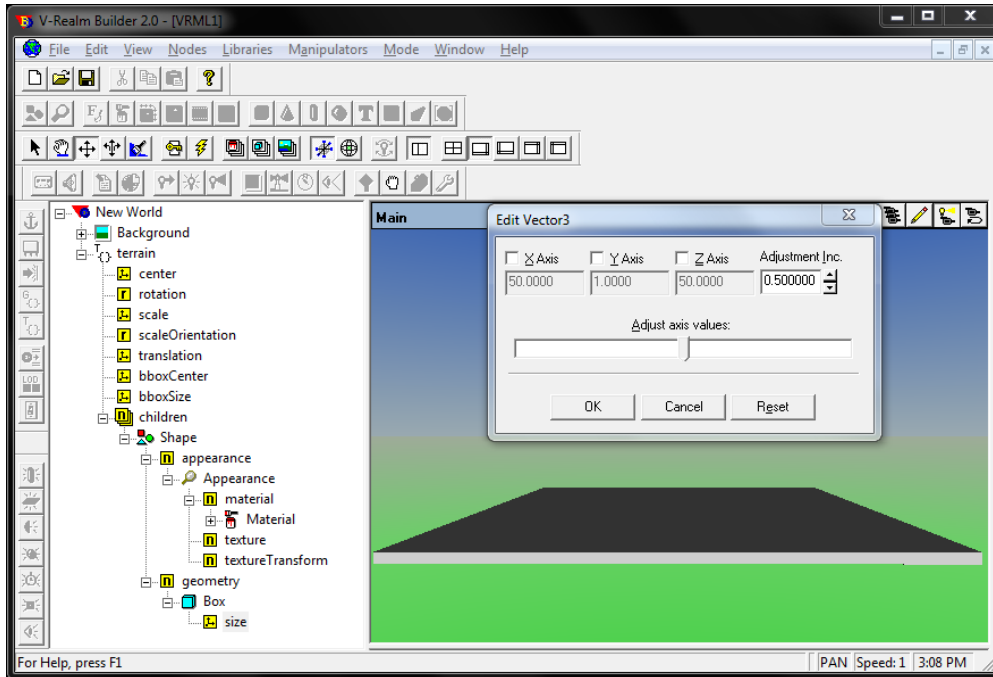 V-Realm Builder 2.0 - [VRML1]
File Edit View Nodes Libraries Manipulators Mode Window Help
New World
Background
terrain
center
rotation
scale
scaleOrientation
translation
bboxCenter
bboxSize
children
Shape
appearance
Appearance
material
Material
texture
textureTransform
geometry
Box
size
Main
Edit Vector3
X Axis Y Axis Z Axis Adjustment Inc.
50.0000 1.0000 50.0000 0.500000
Adjust axis values:
OK Cancel Reset
For Help, press F1
PAN Speed: 1 3:08 PM